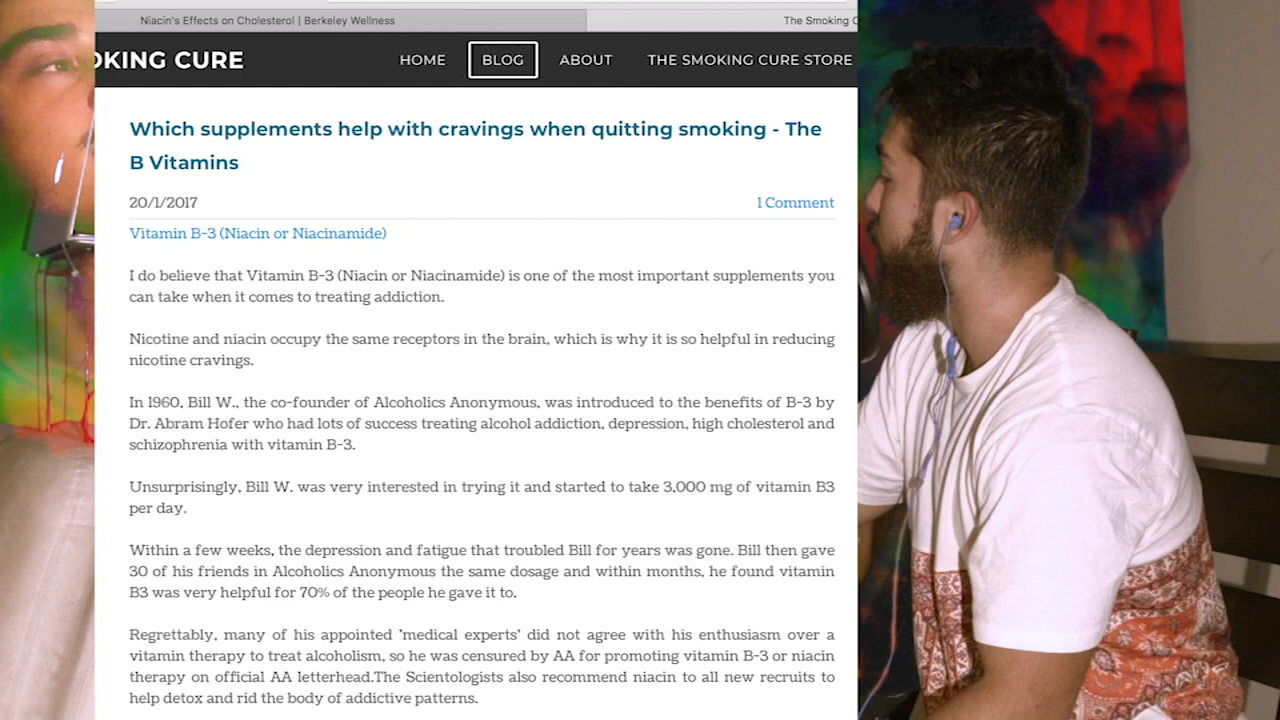 Niacin's Effects on Cholesterol | Berkeley Wellness
The Smoking
OKING CURE
HOME
BLOG
ABOUT
THE SMOKING CURE STORE
Which supplements help with cravings when quitting smoking - The
B Vitamins
20/1/2017
1 Comment
Vitamin B-3 (Niacin or Niacinamide)
I do believe that Vitamin B-3 (Niacin or Niacinamide) is one of the most important supplements you
can take when it comes to treating addiction.
Nicotine and niacin occupy the same receptors in the brain, which is why it is so helpful in reducing
nicotine cravings.
In 1960, Bill W., the co-founder of Alcoholics Anonymous, was introduced to the benefits of B-3 by
Dr. Abram Hofer who had lots of success treating alcohol addiction, depression, high cholesterol and
schizophrenia with vitamin B-3.
Unsurprisingly, Bill W. was very interested in trying it and started to take 3,000 mg of vitamin B3
per day.
Within a few weeks, the depression and fatigue that troubled Bill for years was gone. Bill then gave
30 of his friends in Alcoholics Anonymous the same dosage and within months, he found vitamin
B3 was very helpful for 70% of the people he gave it to.
Regrettably, many of his appointed 'medical experts' did not agree with his enthusiasm over a
vitamin therapy to treat alcoholism, so he was censured by AA for promoting vitamin B-3 or niacin
therapy on official AA letterhead.The Scientologists also recommend niacin to all new recruits to
help detox and rid the body of addictive patterns.